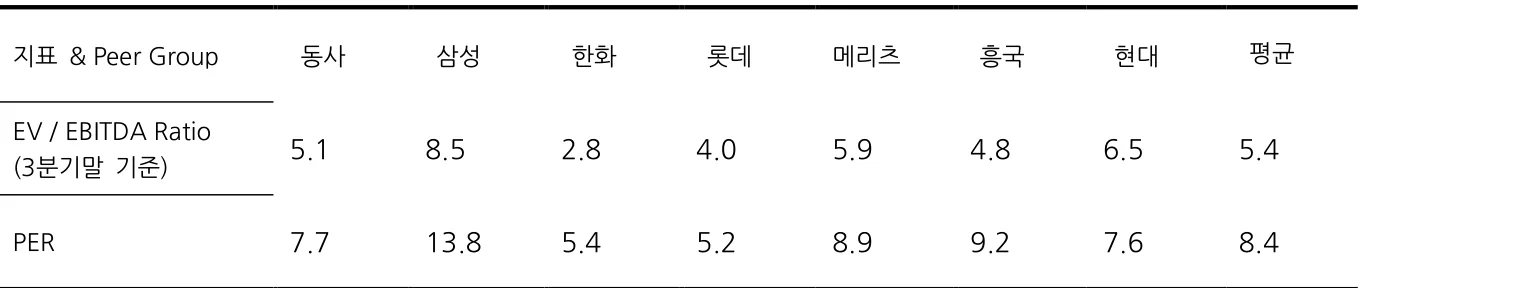 지표 & Peer Group 동사 삼성 한화 롯데 메리츠 흥국 현대 평균
EV / EBITDA Ratio
(3분기말 기준) 5.1 8.5 2.8 4.0 5.9 4.8 6.5 5.4
PER 7.7 13.8 5.4 5.2 8.9 9.2 7.6 8.4